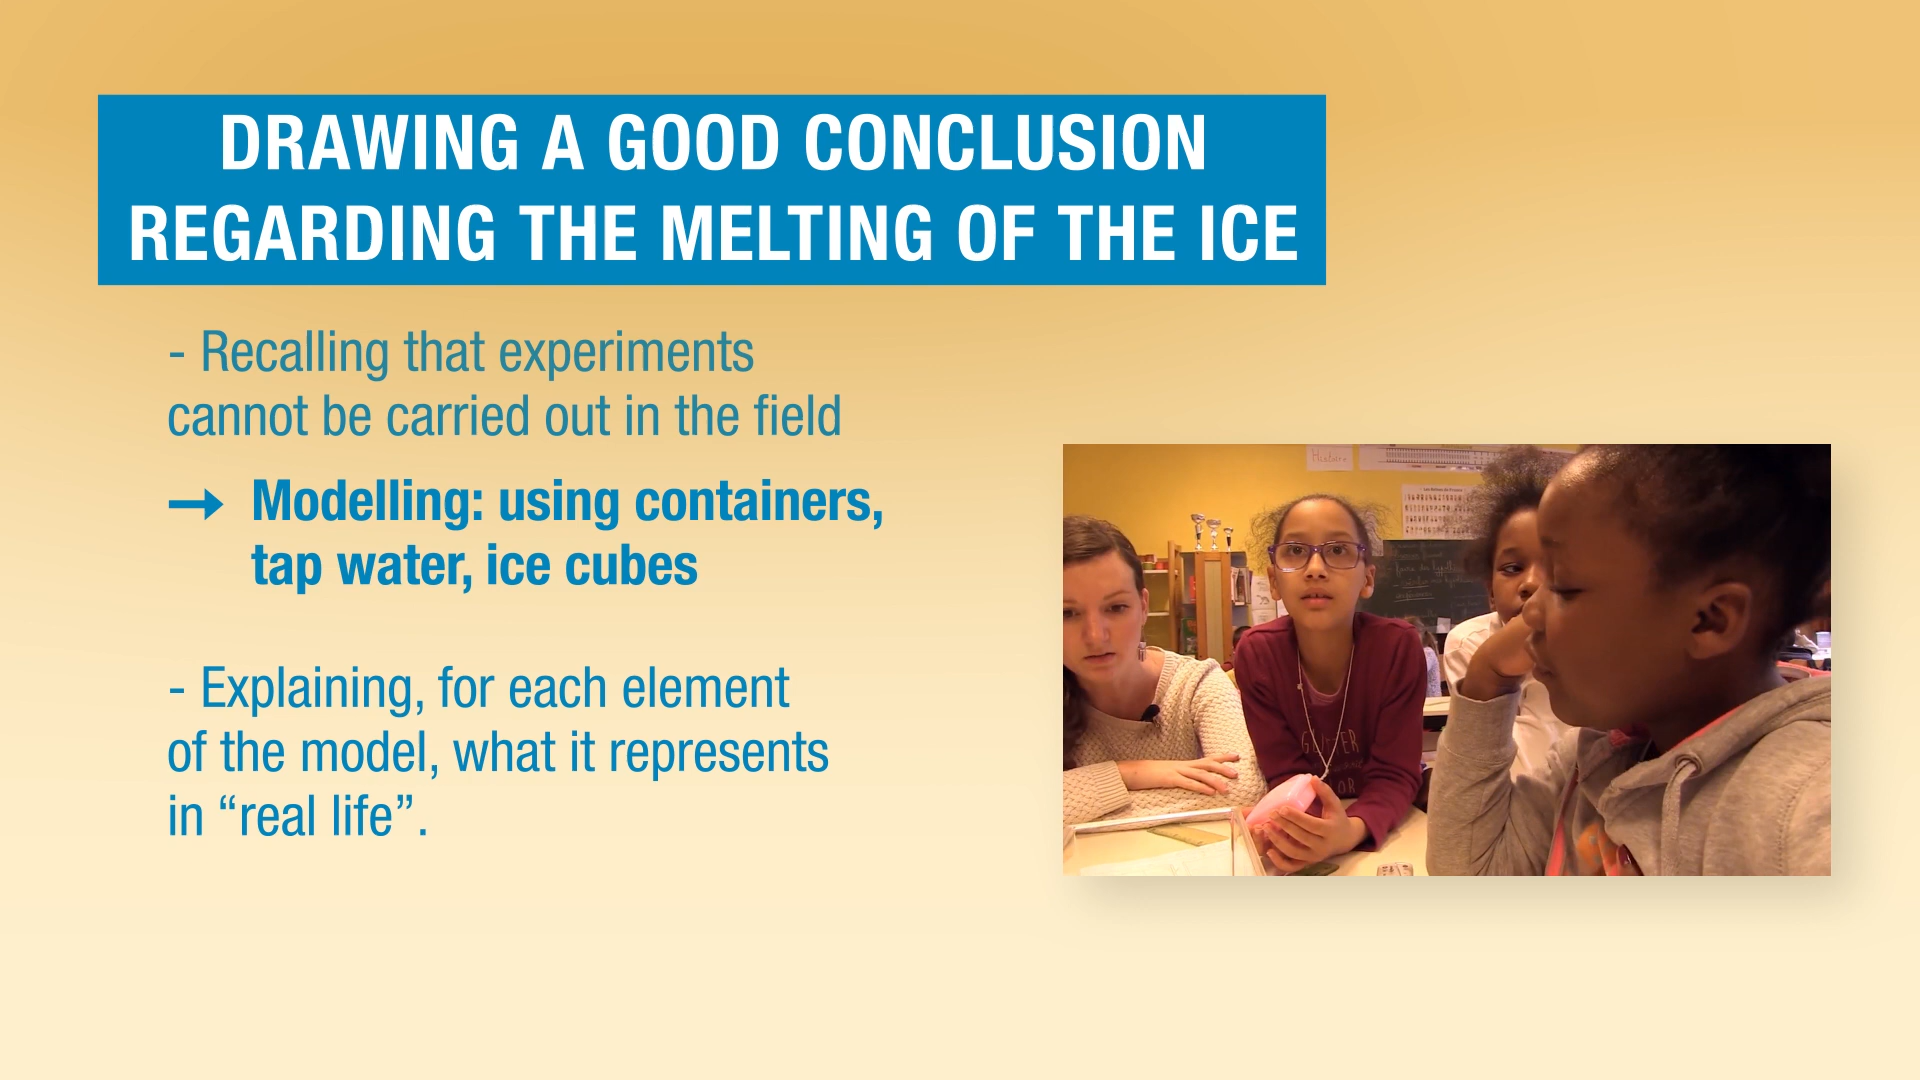 DRAWING A GOOD CONCLUSION
REGARDING THE MELTING OF THE ICE
- Recalling that experiments
cannot be carried out in the field
→ Modelling: using containers,
tap water, ice cubes
- Explaining, for each element
of the model, what it represents
in “real life”.
Histoire